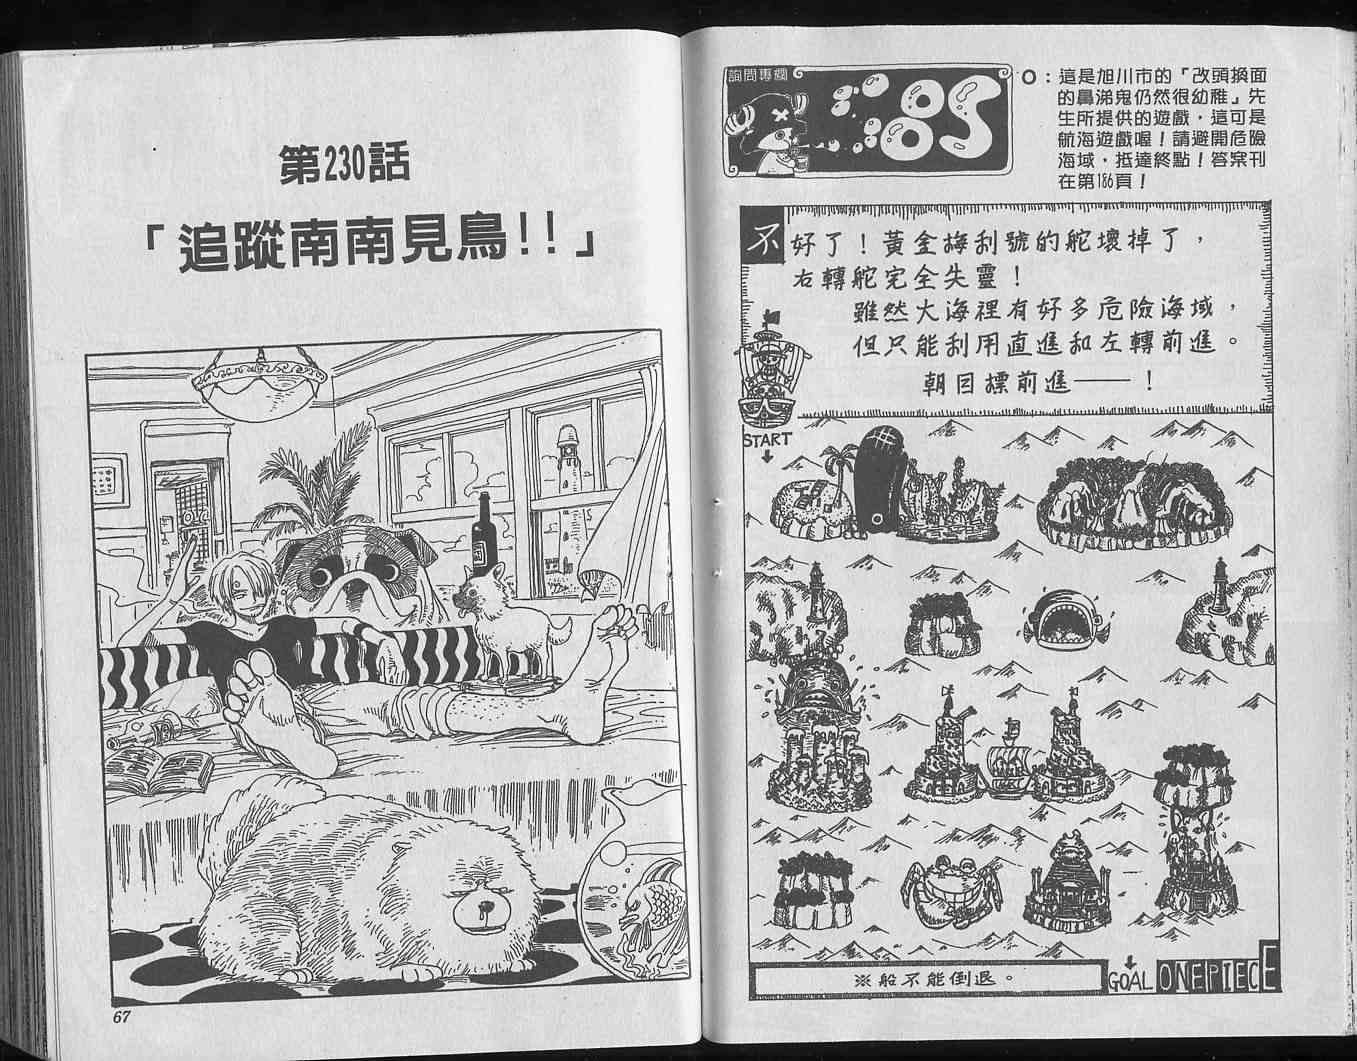 第230話
「追蹤南南見鳥!!」
67
詢問專欄
SBS
O：這是旭川市的「改頭換面
的鼻涕鬼仍然很幼稚」先
生所提供的遊戲，這可是
航海遊戲喔！請避開危險
海域，抵達終點！答案刊
在第186頁！
不好了！黃金梅利號的舵壞掉了，
右轉舵完全失靈！
雖然大海裡有好多危險海域，
但只能利用直進和左轉前進。
朝目標前進——！
START
※船不能倒退。
GOAL
ONE PIECE